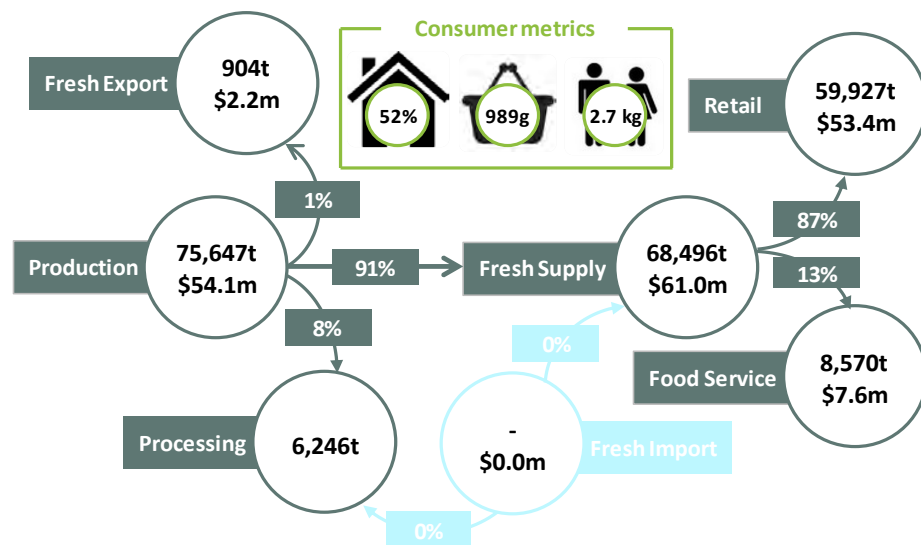 Consumer metrics
52%
989g
2.7 kg
Fresh Export
904t
$2.2m
Retail
59,927t
$53.4m
1%
87%
Production
75,647t
$54.1m
91%
Fresh Supply
68,496t
$61.0m
13%
8%
0%
Food Service
8,570t
$7.6m
Processing
6,246t
-
$0.0m
Fresh Import
0%